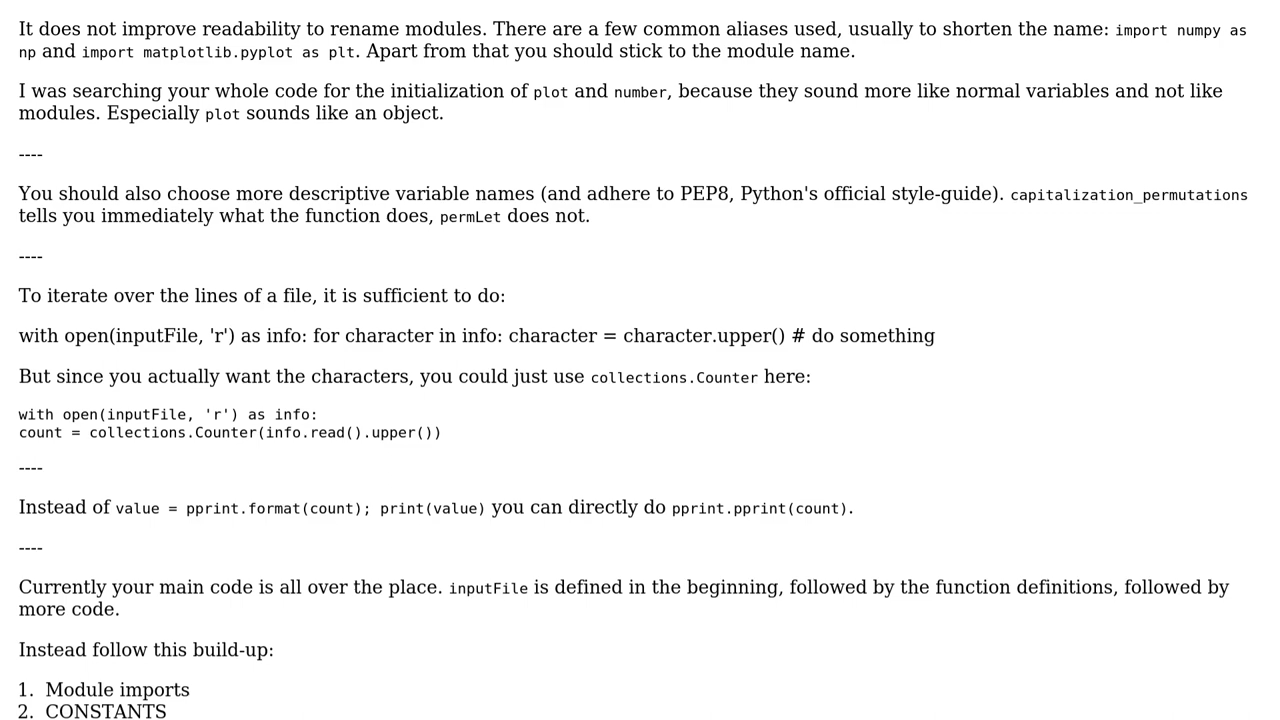 It does not improve readability to rename modules. There are a few common aliases used, usually to shorten the name: import numpy as
np and import matplotlib.pyplot as plt. Apart from that you should stick to the module name.
I was searching your whole code for the initialization of plot and number, because they sound more like normal variables and not like
modules. Especially plot sounds like an object.
----
You should also choose more descriptive variable names (and adhere to PEP8, Python's official style-guide). capitalization_permutations
tells you immediately what the function does, permLet does not.
----
To iterate over the lines of a file, it is sufficient to do:
with open(inputFile, 'r') as info: for character in info: character = character.upper() # do something
But since you actually want the characters, you could just use collections.Counter here:
with open(inputFile, 'r') as info:
count = collections.Counter(info.read().upper())
----
Instead of value = pprint.format(count); print(value) you can directly do pprint.pprint(count).
----
Currently your main code is all over the place. inputFile is defined in the beginning, followed by the function definitions, followed by
more code.
Instead follow this build-up:
1. Module imports
2. CONSTANTS